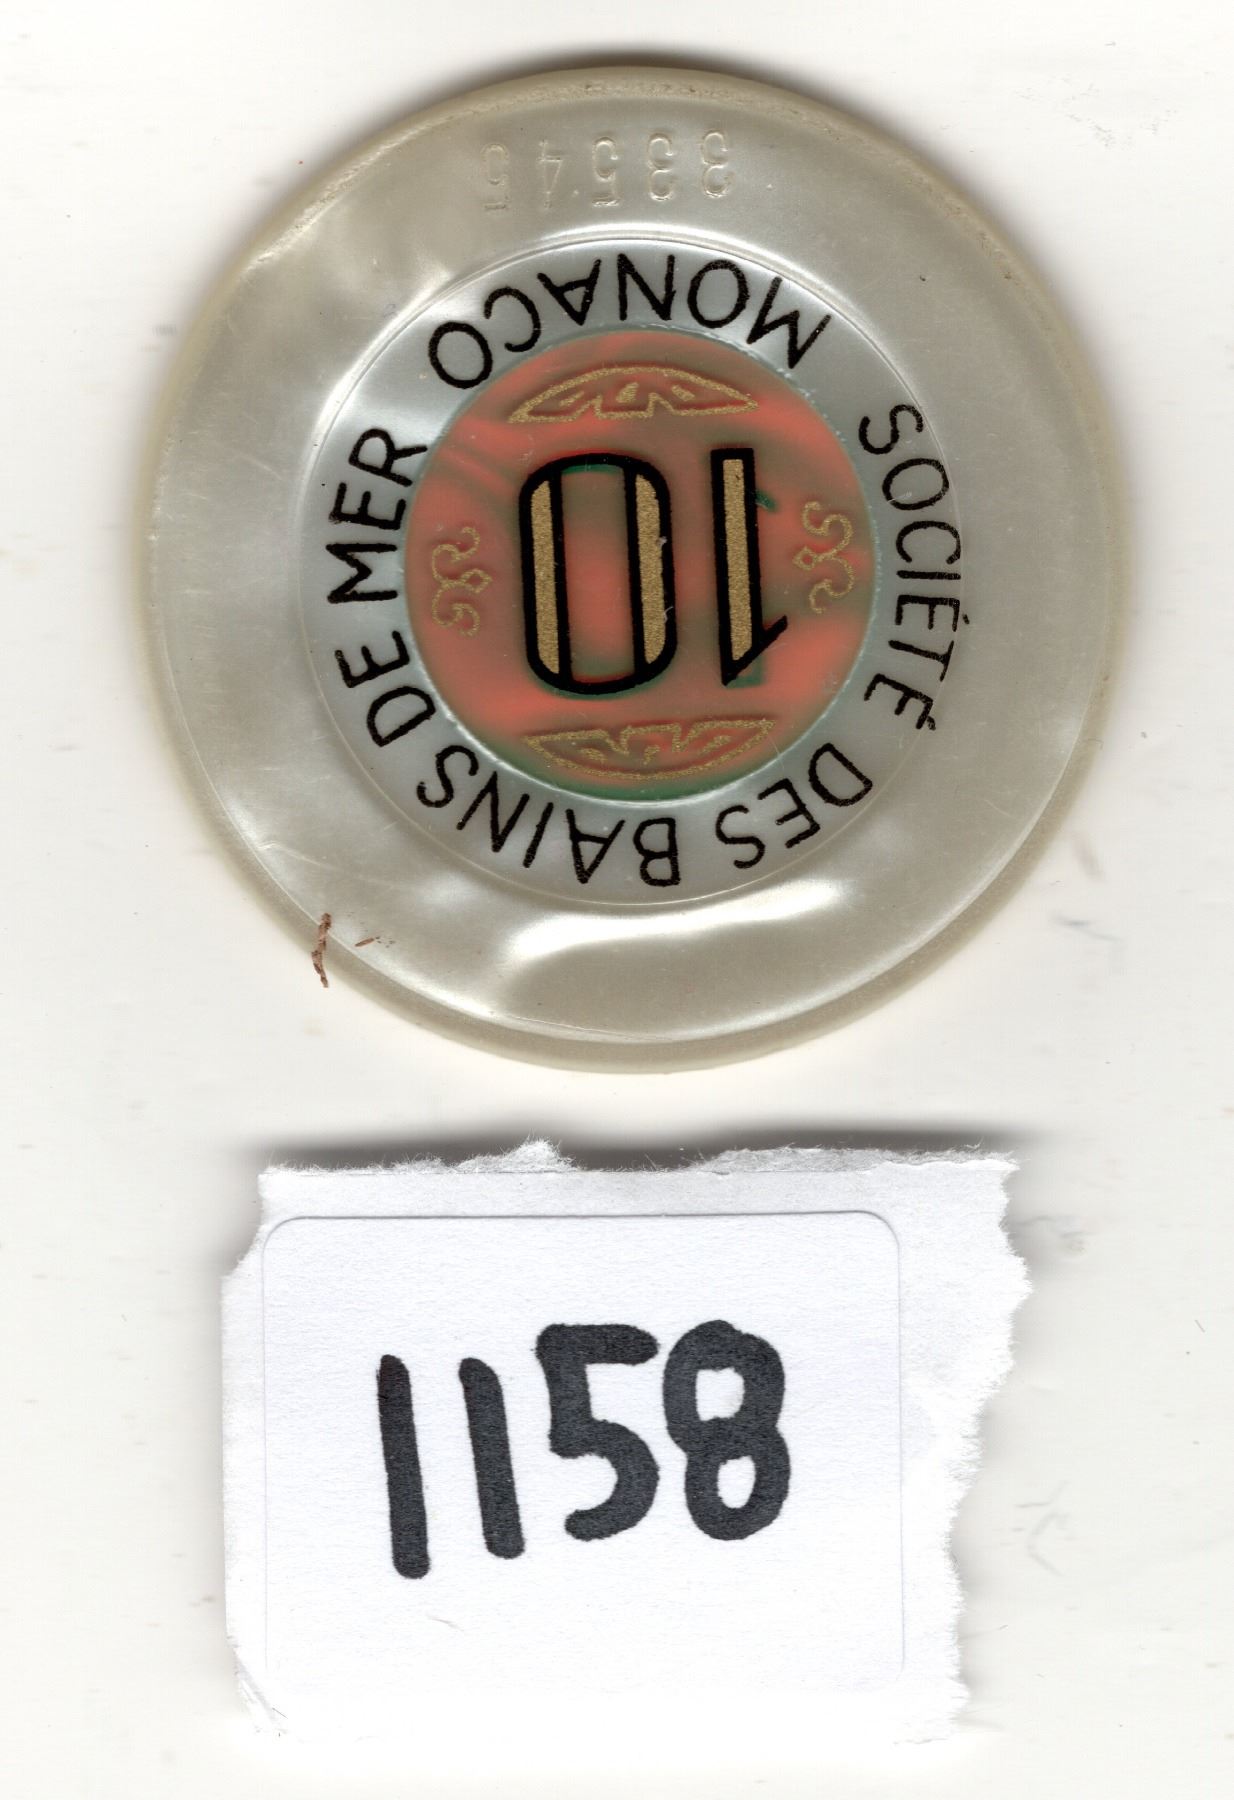 SOCIÉTÉ DES BAINS DE MER
MONACO
10
33545
1158